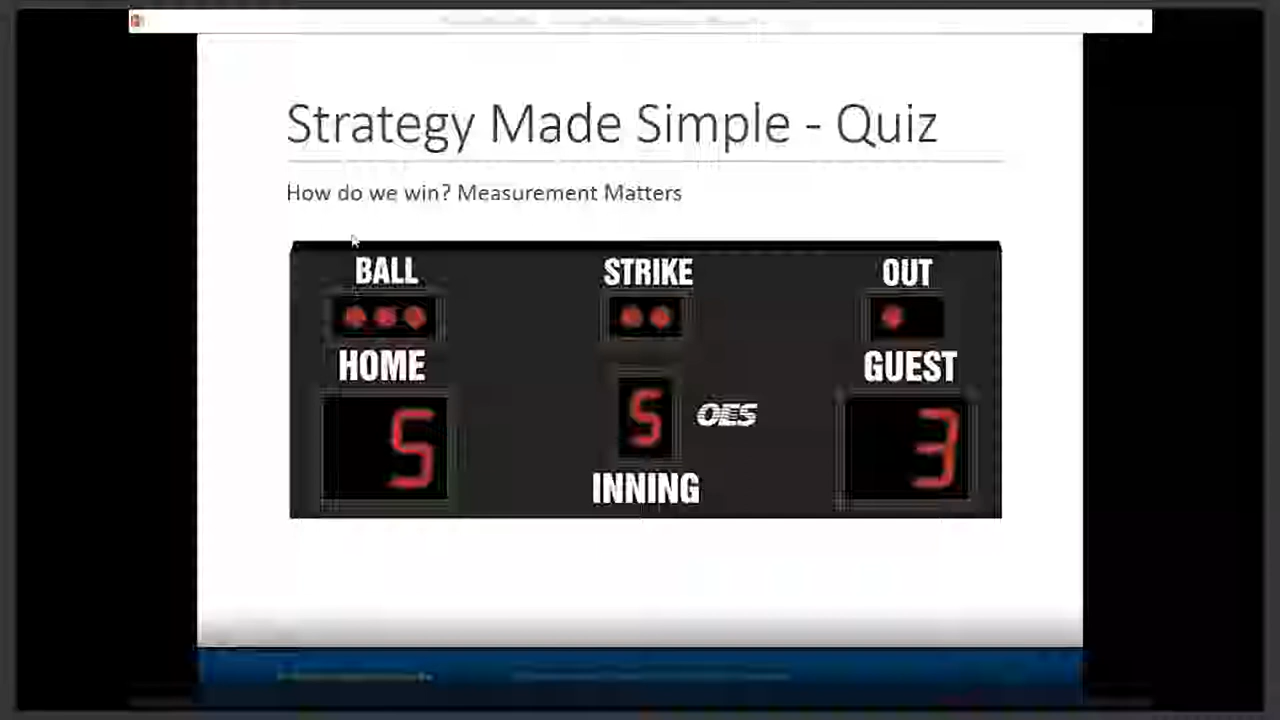 Strategy Made Simple - Quiz
How do we win? Measurement Matters
BALL STRIKE OUT
HOME GUEST
5 5 OES 3
INNING